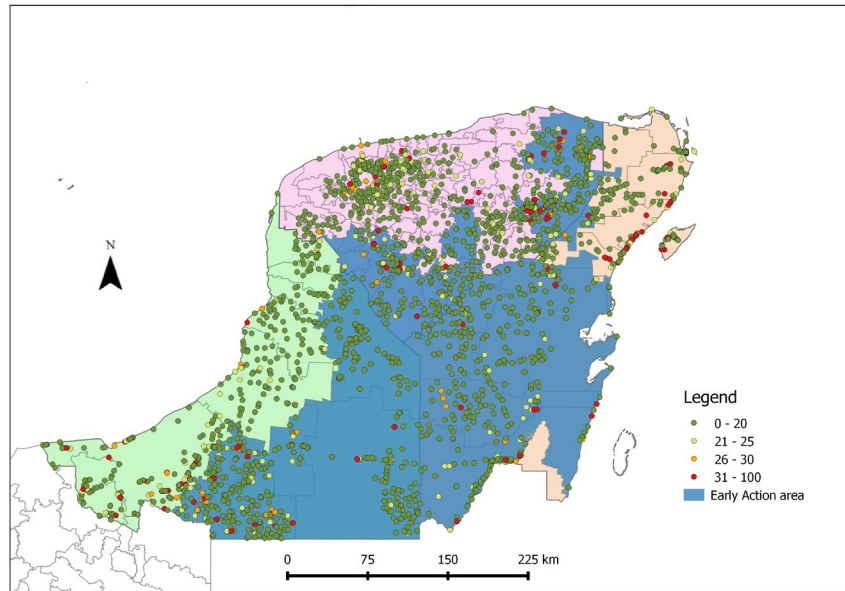 N
Legend
0 - 20
21 - 25
26 - 30
31 - 100
Early Action area
0 75 150 225 km